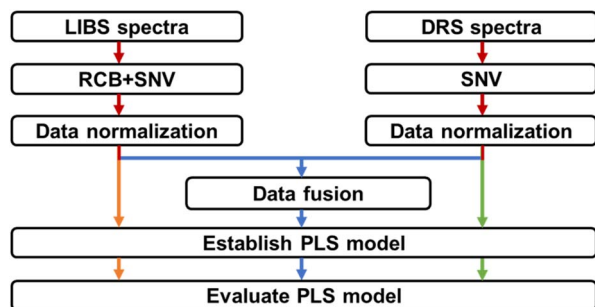 LIBS spectra
DRS spectra
RCB+SNV
SNV
Data normalization
Data normalization
Data fusion
Establish PLS model
Evaluate PLS model